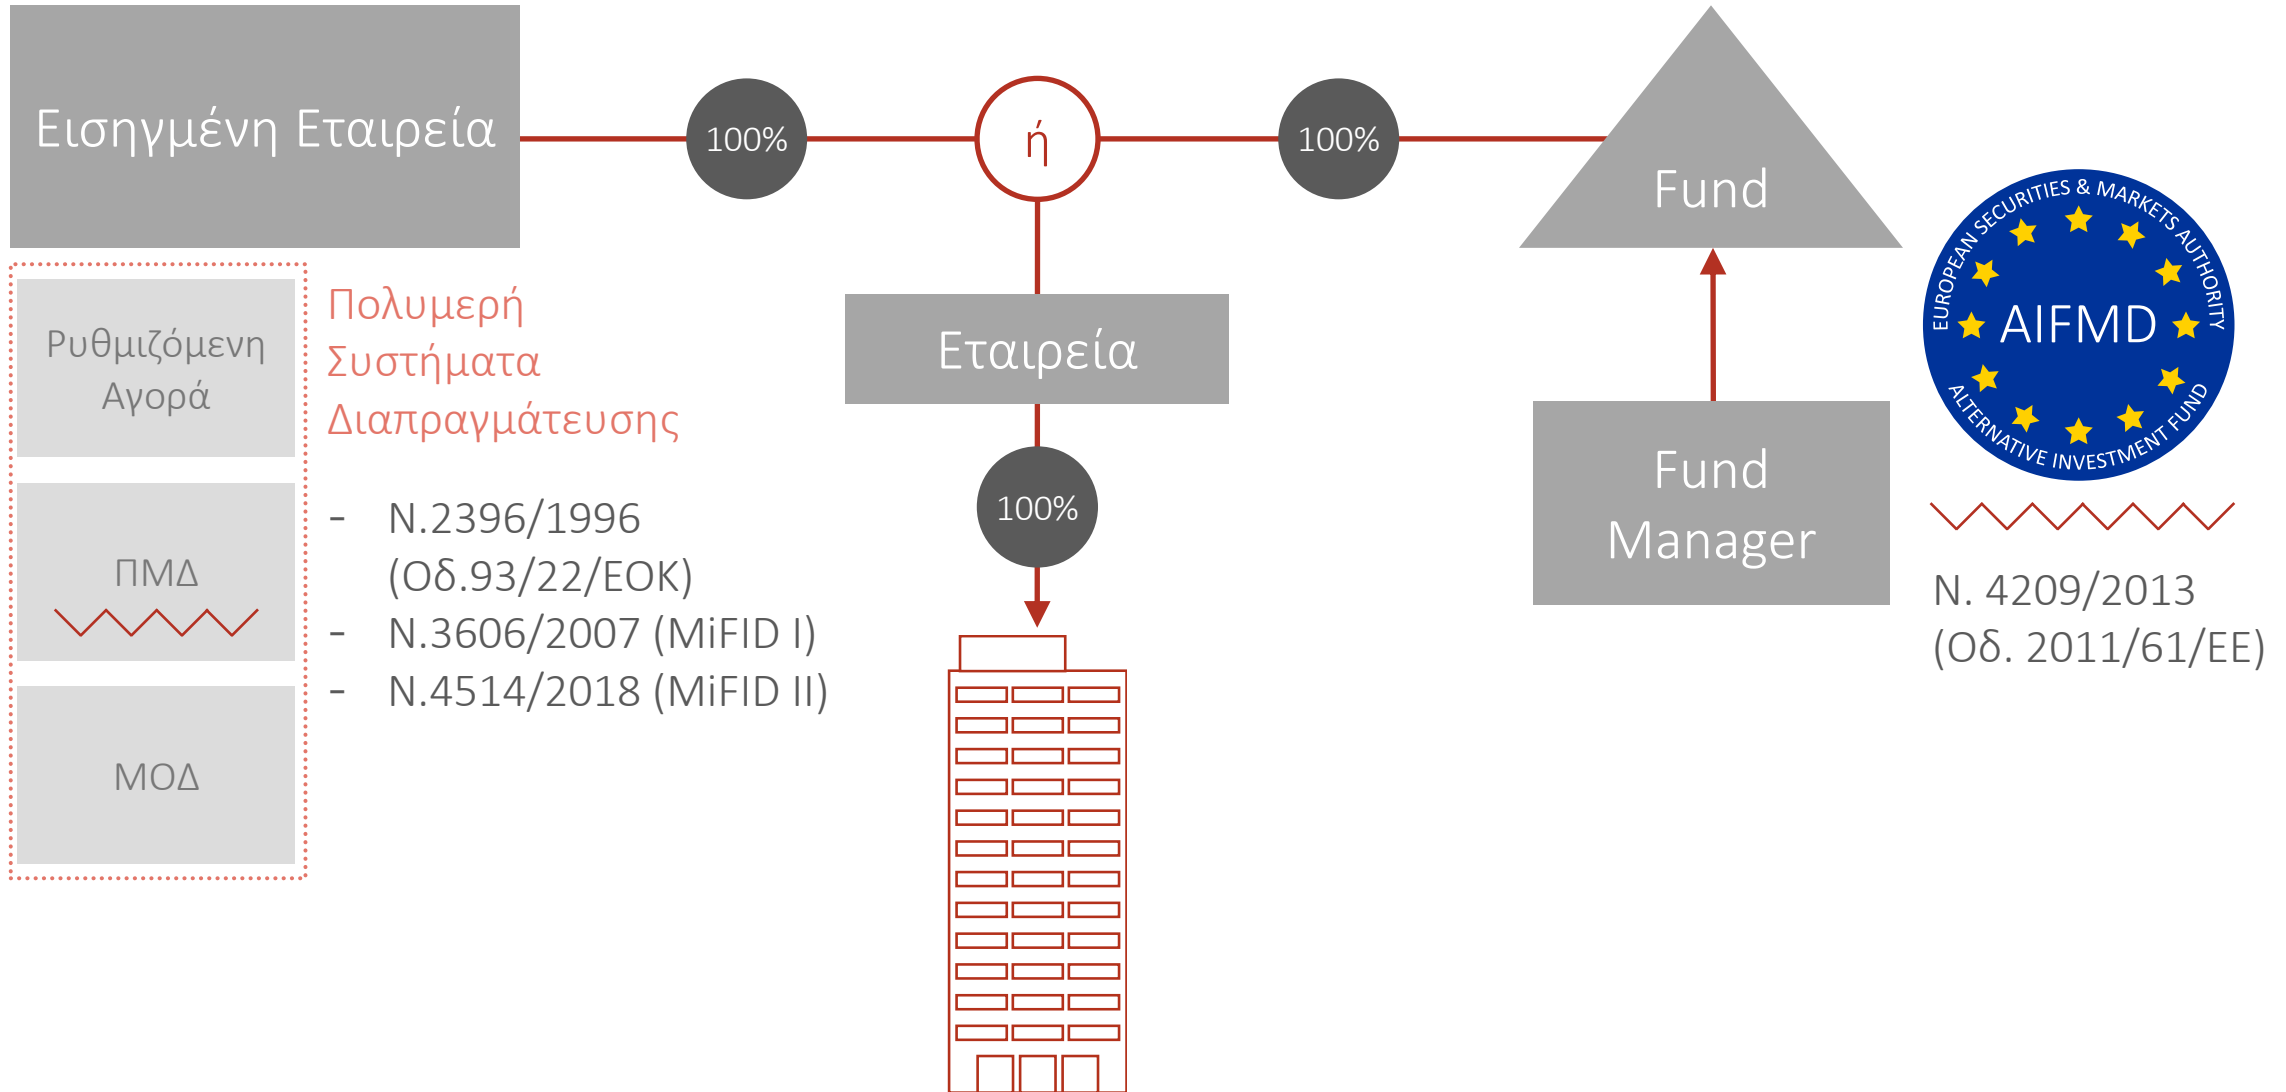 Εισηγμένη Εταιρεία
100%
ή
100%
Fund
Ρυθμιζόμενη
Αγορά
ΠΜΔ
ΜΟΔ
Πολυμερή
Συστήματα
Διαπραγμάτευσης
- Ν.2396/1996
(Οδ.93/22/ΕΟΚ)
- Ν.3606/2007 (MiFID I)
- Ν.4514/2018 (MiFID II)
Εταιρεία
100%
Fund
Manager
EUROPEAN SECURITIES & MARKETS AUTHORITY
AIFMD
ALTERNATIVE INVESTMENT FUND
Ν. 4209/2013
(Οδ. 2011/61/ΕΕ)